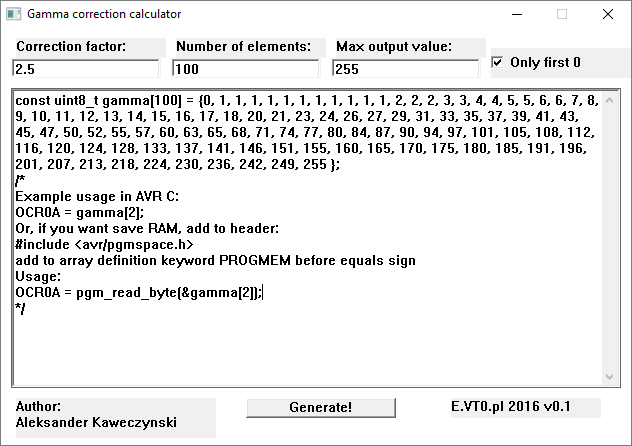 Gamma correction calculator
Correction factor: Number of elements: Max output value:
2.5 100 255 Only first 0
const uint8_t gamma[100] = {0, 1, 1, 1, 1, 1, 1, 1, 1, 1, 1, 1, 2, 2, 2, 3, 3, 4, 4, 5, 5, 6, 6, 7, 8,
9, 10, 11, 12, 13, 14, 15, 16, 17, 18, 20, 21, 23, 24, 26, 27, 29, 31, 33, 35, 37, 39, 41, 43,
45, 47, 50, 52, 55, 57, 60, 63, 65, 68, 71, 74, 77, 80, 84, 87, 90, 94, 97, 101, 105, 108, 112,
116, 120, 124, 128, 133, 137, 141, 146, 151, 155, 160, 165, 170, 175, 180, 185, 191, 196,
201, 207, 213, 218, 224, 230, 236, 242, 249, 255 };
/*
Example usage in AVR C:
OCR0A = gamma[2];
Or, if you want save RAM, add to header:
#include <avr/pgmspace.h>
add to array definition keyword PROGMEM before equals sign
Usage:
OCR0A = pgm_read_byte(&gamma[2]);
*/
Author:
Aleksander Kaweczynski
Generate!
E.VT0.pl 2016 v0.1